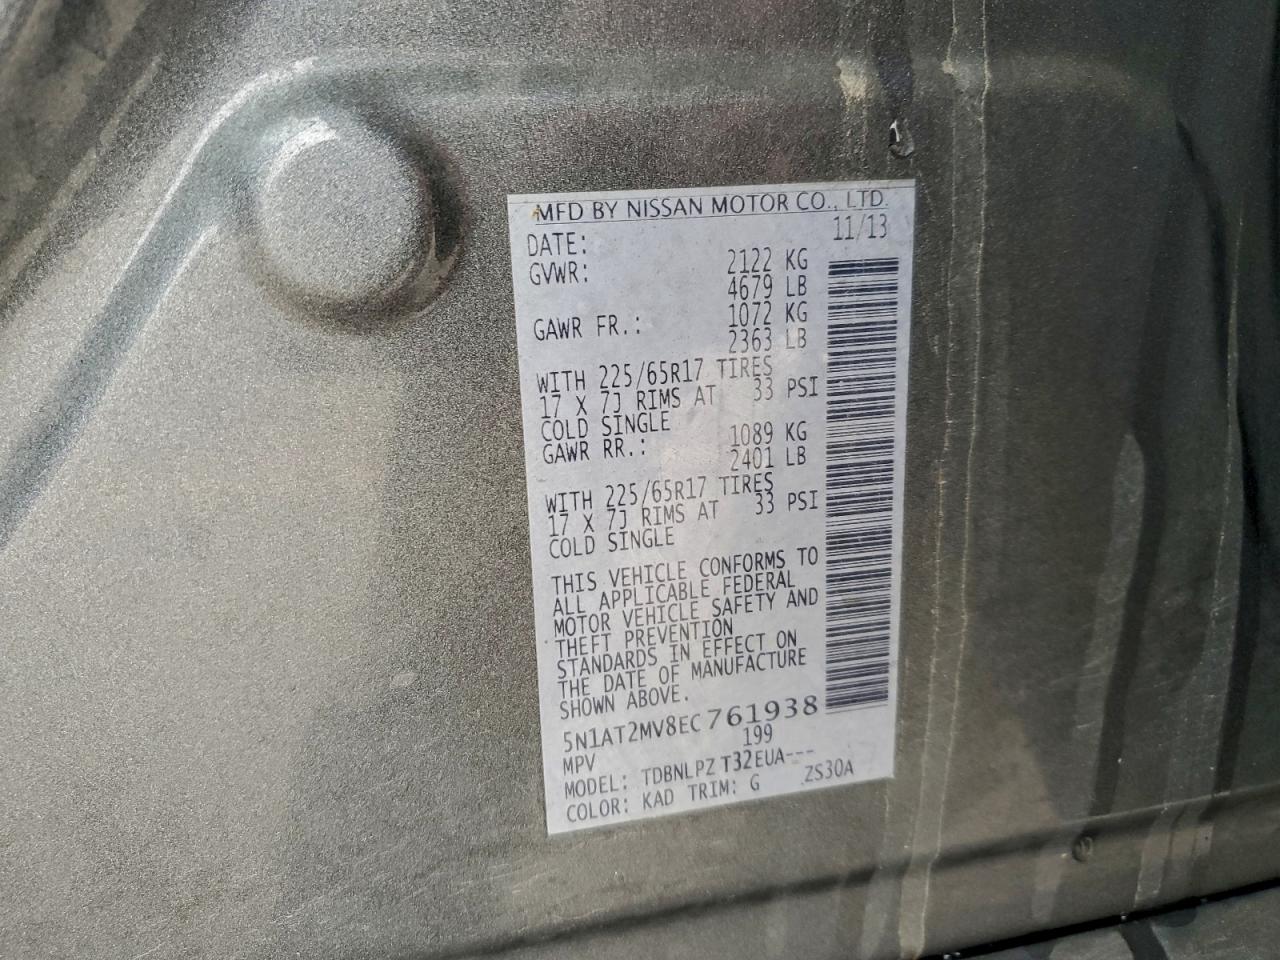 MFD BY NISSAN MOTOR CO., LTD.
DATE: 11/13
GVWR: 2122 KG
4679 LB
GAWR FR.: 1072 KG
2363 LB
WITH 225/65R17 TIRES
17 X 7J RIMS AT 33 PSI
COLD SINGLE
GAWR RR.: 1089 KG
2401 LB
WITH 225/65R17 TIRES
17 X 7J RIMS AT 33 PSI
COLD SINGLE
THIS VEHICLE CONFORMS TO
ALL APPLICABLE FEDERAL
MOTOR VEHICLE SAFETY AND
THEFT PREVENTION
STANDARDS IN EFFECT ON
THE DATE OF MANUFACTURE
SHOWN ABOVE.
5N1AT2MV8EC761938
MPV 199
MODEL: TDBNLPZ T32EUA---
COLOR: KAD TRIM: G ZS30A